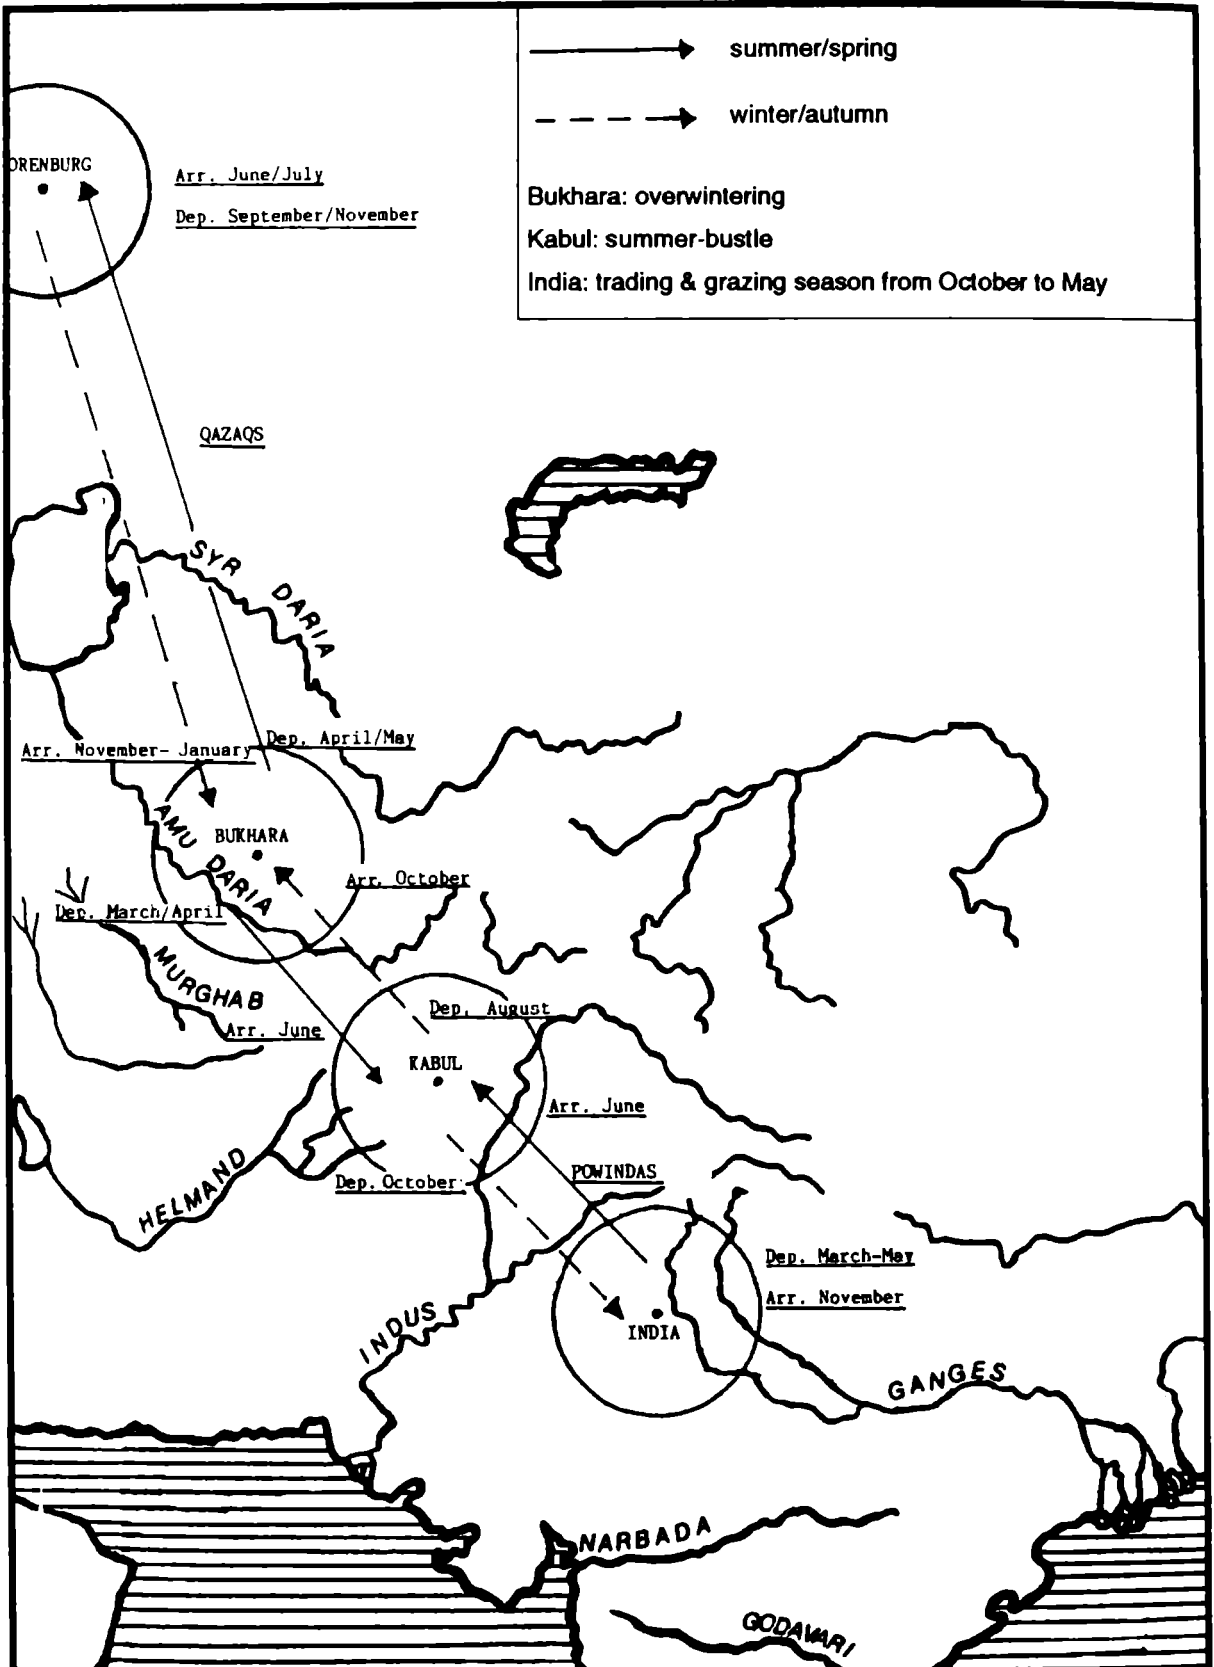 summer/spring
winter/autumn
Bukhara: overwintering
Kabul: summer-bustle
India: trading & grazing season from October to May
ORENBURG
Arr. June/July
Dep. September/November
QAZAQS
SYR DARIA
Arr. November- January
Dep. April/May
AMU DARIA
BUKHARA
Arr. October
Dep. March/April
MURGHAB
Arr. June
Dep. August
KABUL
Arr. June
HELMAND
Dep. October
POWINDAS
Dep. March-May
Arr. November
INDIA
INDUS
GANGES
NARBADA
GODAVARI